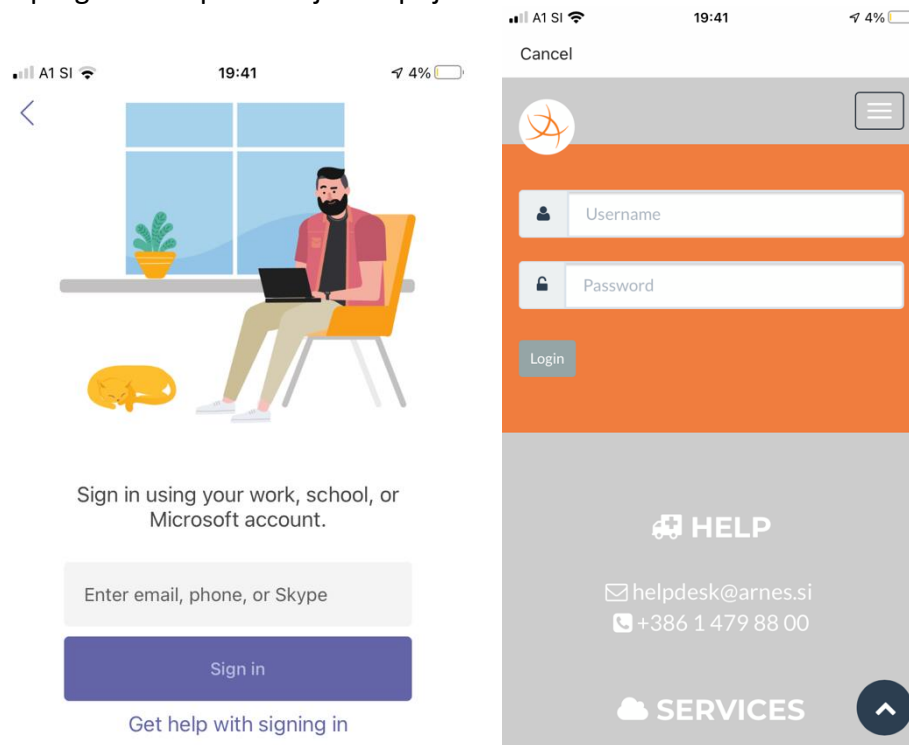 A1 SI 19:41 4%
Sign in using your work, school, or
Microsoft account.
Enter email, phone, or Skype
Sign in
Get help with signing in
A1 SI 19:41 4%
Cancel
Username
Password
Login
HELP
helpdesk@arnes.si
+386 1 479 88 00
SERVICES